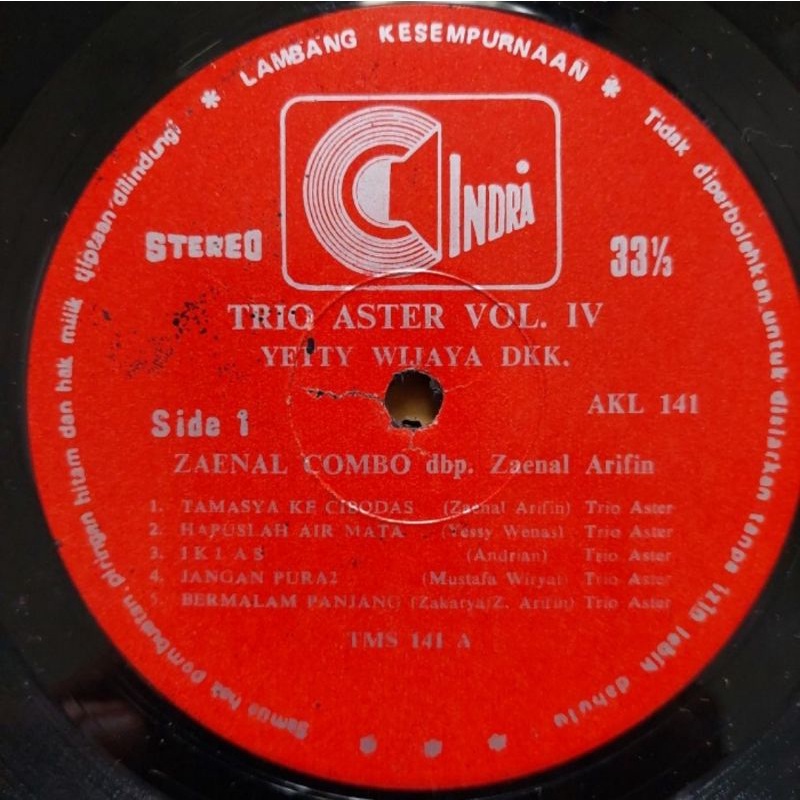 * LAMBANG KESEMPURNAAN *
INDRA
STEREO
33⅓
TRIO ASTER VOL. IV
YETTY WIJAYA DKK.
AKL 141
Side 1
ZAENAL COMBO dbp. Zaenal Arifin
1. TAMASYA KE CIBODAS (Zaenal Arifin) Trio Aster
2. HAPUSLAH AIR MATA (Yessy Wenas) Trio Aster
3. IKLAS (Andrian) Trio Aster
4. JANGAN PURA2 (Mustafa Wiryat) Trio Aster
5. BERMALAM PANJANG (Zakarya/Z. Arifin) Trio Aster
TMS 141 A
Semua hak pembuatan, piringan hitam dan hak milik ciptaan dilindungi
Tidak diperbolehkan untuk disiarkan tanpa izin lebih dahulu
* * *